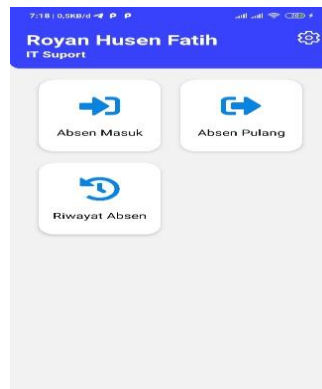 7:18 | 0,5KB/d P P
Royan Husen Fatih
IT Suport
Absen Masuk
Absen Pulang
Riwayat Absen